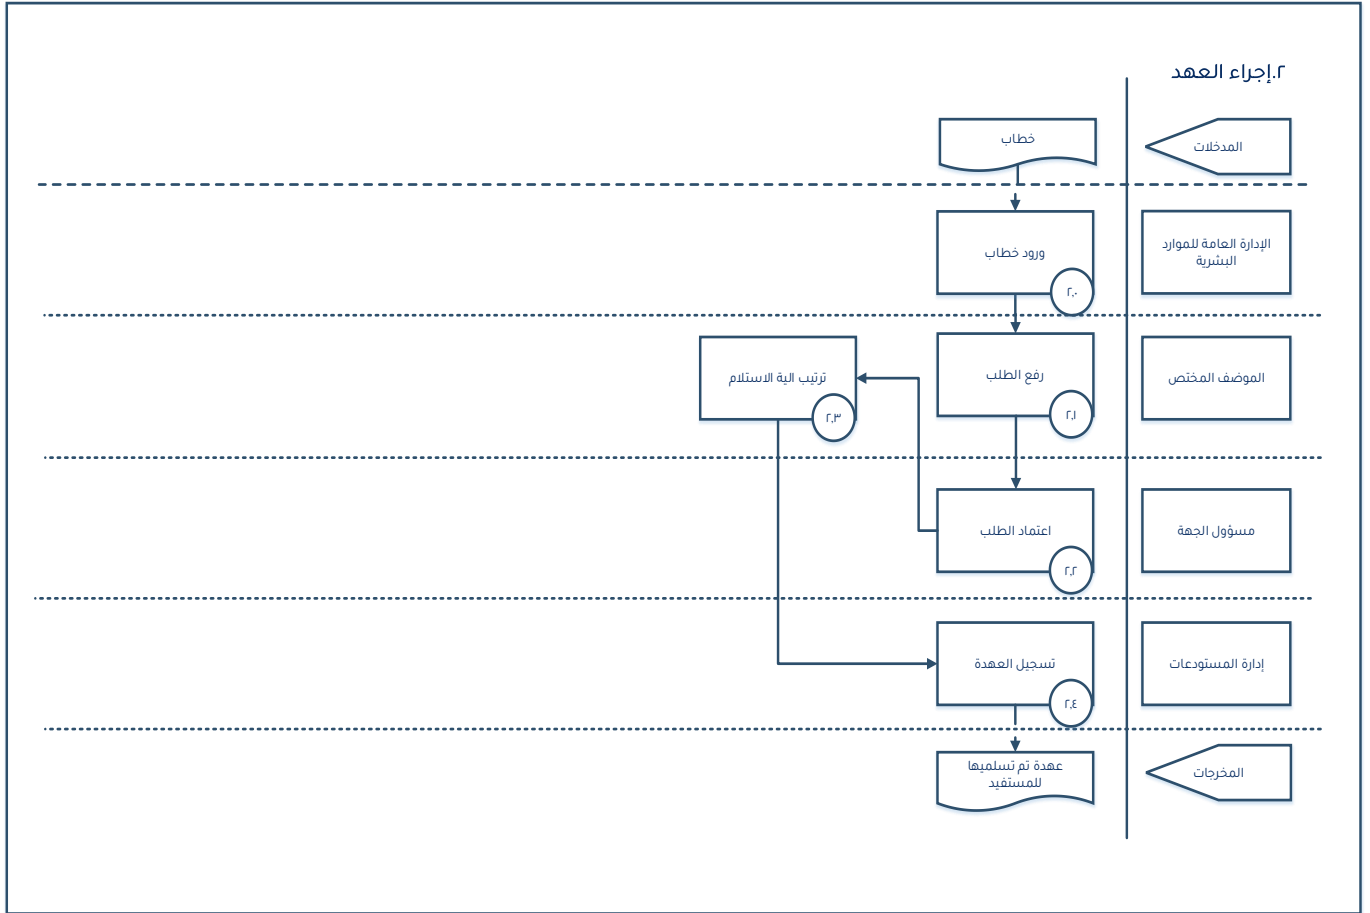 ٢.إجراء العهد
المدخلات
خطاب
الإدارة العامة للموارد
البشرية
ورود خطاب
٢,٠
الموضف المختص
رفع الطلب
٢,١
ترتيب الية الاستلام
٢,٣
مسؤول الجهة
اعتماد الطلب
٢,٢
إدارة المستودعات
تسجيل العهدة
٢,٤
المخرجات
عهدة تم تسلميها
للمستفيد